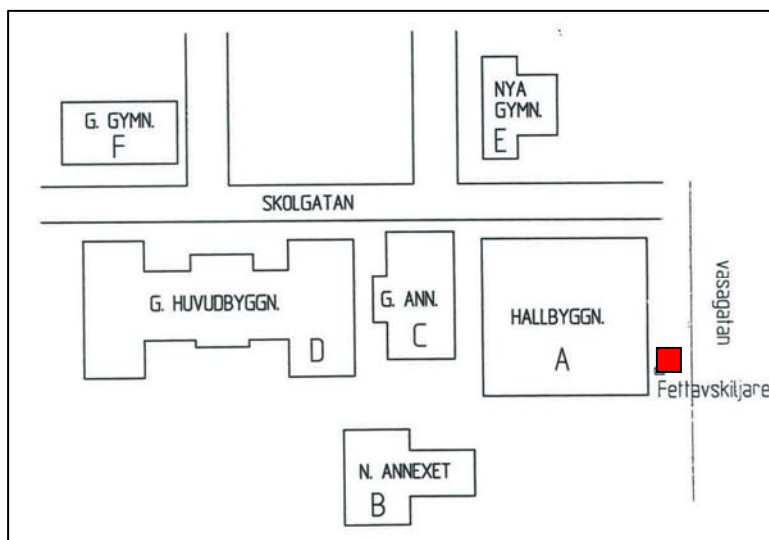 G. GYMN.
F
NYA
GYMN.
E
SKOLGATAN
G. HUVUDBYGGN.
D
G. ANN.
C
HALLBYGGN.
A
vasagatan
Fettavskiljare
N. ANNEXET
B